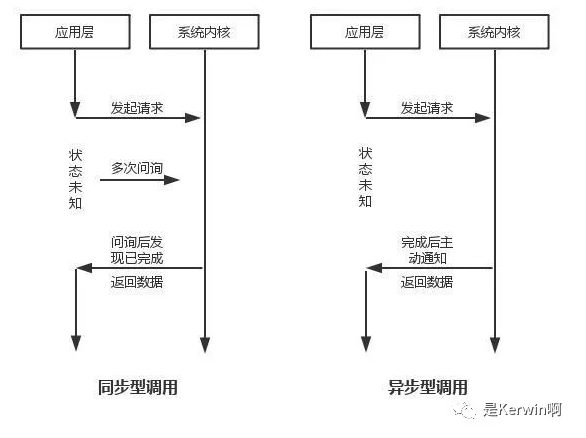 应用层
系统内核
发起请求
状态未知
多次问询
问询后发
现已完成
返回数据
同步型调用
应用层
系统内核
发起请求
状态未知
完成后主
动通知
返回数据
异步型调用
是Kerwin啊